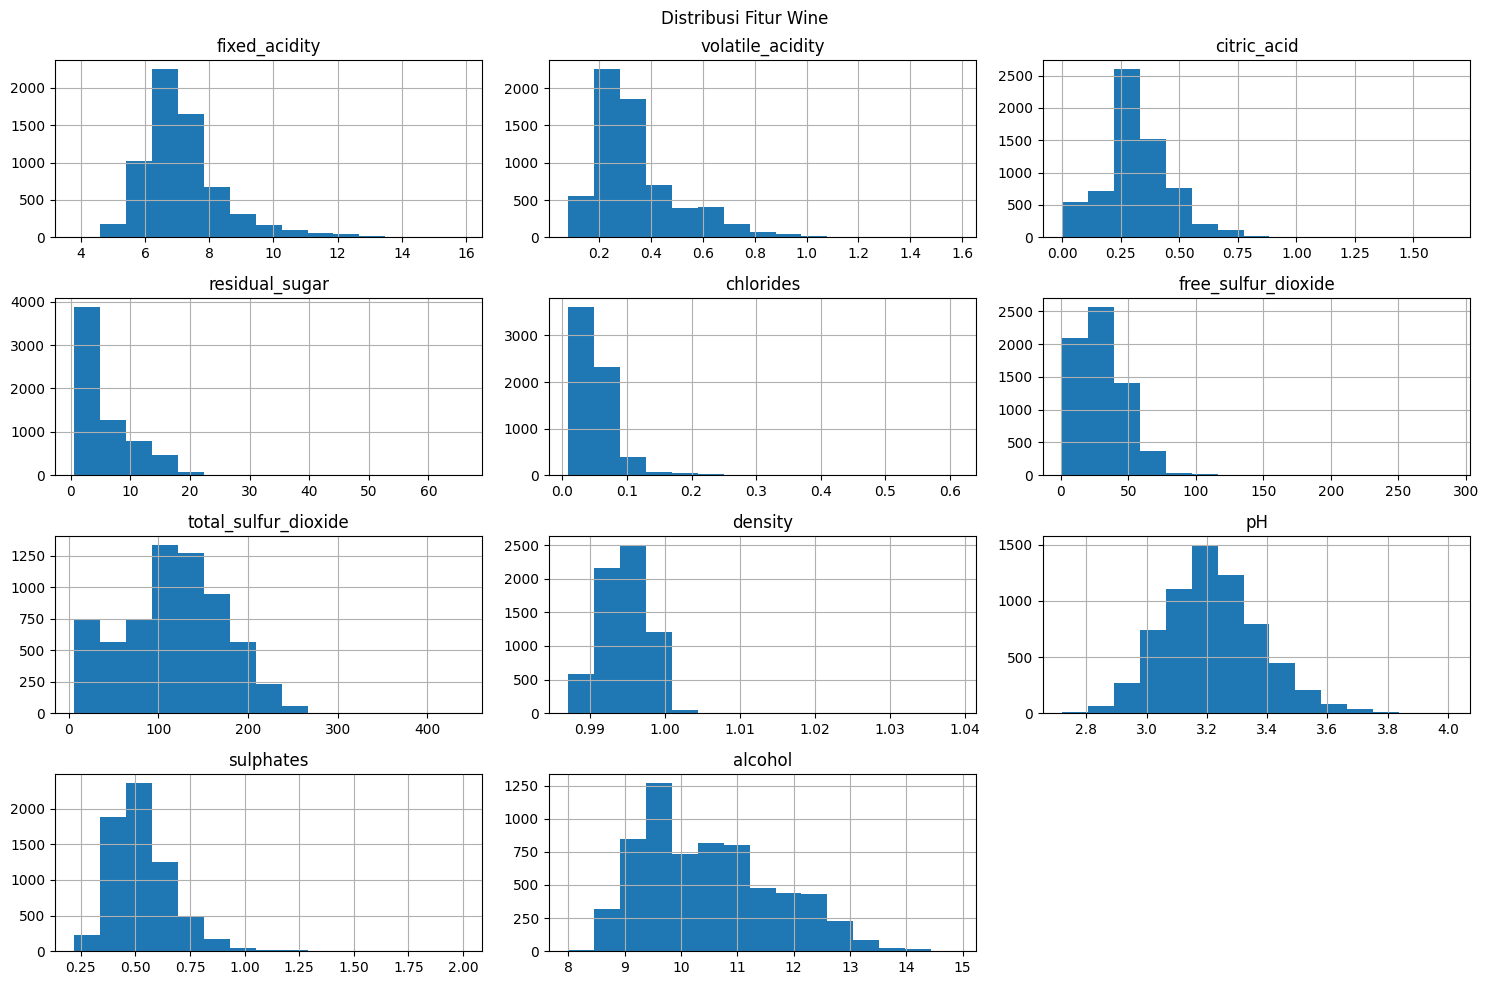 Distribusi Fitur Wine
fixed_acidity
2000
1500
1000
500
0
4 6 8 10 12 14 16
volatile_acidity
2000
1500
1000
500
0
0.2 0.4 0.6 0.8 1.0 1.2 1.4 1.6
citric_acid
2500
2000
1500
1000
500
0
0.00 0.25 0.50 0.75 1.00 1.25 1.50
residual_sugar
4000
3000
2000
1000
0
0 10 20 30 40 50 60
chlorides
3000
2000
1000
0
0.0 0.1 0.2 0.3 0.4 0.5 0.6
free_sulfur_dioxide
2500
2000
1500
1000
500
0
0 50 100 150 200 250 300
total_sulfur_dioxide
1250
1000
750
500
250
0
0 100 200 300 400
density
2500
2000
1500
1000
500
0
0.99 1.00 1.01 1.02 1.03 1.04
pH
1500
1000
500
0
2.8 3.0 3.2 3.4 3.6 3.8 4.0
sulphates
2000
1500
1000
500
0
0.25 0.50 0.75 1.00 1.25 1.50 1.75 2.00
alcohol
1250
1000
750
500
250
0
8 9 10 11 12 13 14 15